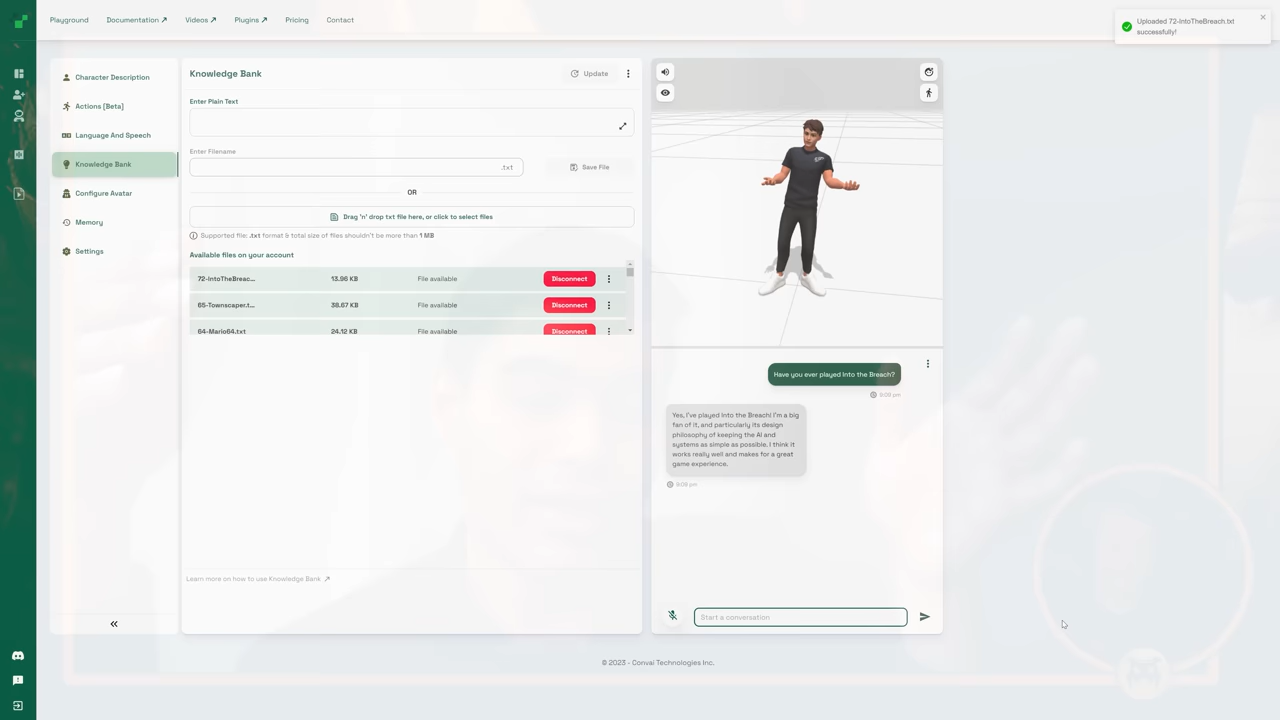 Playground
Documentation ↗
Videos ↗
Plugins ↗
Pricing
Contact
Uploaded 72-IntoTheBreach.txt
successfully!
Character Description
Actions [Beta]
Language And Speech
Knowledge Bank
Configure Avatar
Memory
Settings
Knowledge Bank
Update
Enter Plain Text
Enter Filename
.txt
Save File
OR
Drag 'n' drop txt file here, or click to select files
Supported file: .txt format & total size of files shouldn't be more than 1 MB
Available files on your account
72-IntoTheBreac... 13.96 KB File available Disconnect
65-Townscaper.t... 38.67 KB File available Disconnect
64-Mario64.txt 24.12 KB File available Disconnect
Learn more on how to use Knowledge Bank ↗
Have you ever played Into the Breach?
9:09 pm
Yes, I've played Into the Breach! I'm a big
fan of it, and particularly its design
philosophy of keeping the AI and
systems as simple as possible. I think it
works really well and makes for a great
game experience.
9:09 pm
Start a conversation
© 2023 - Convai Technologies Inc.